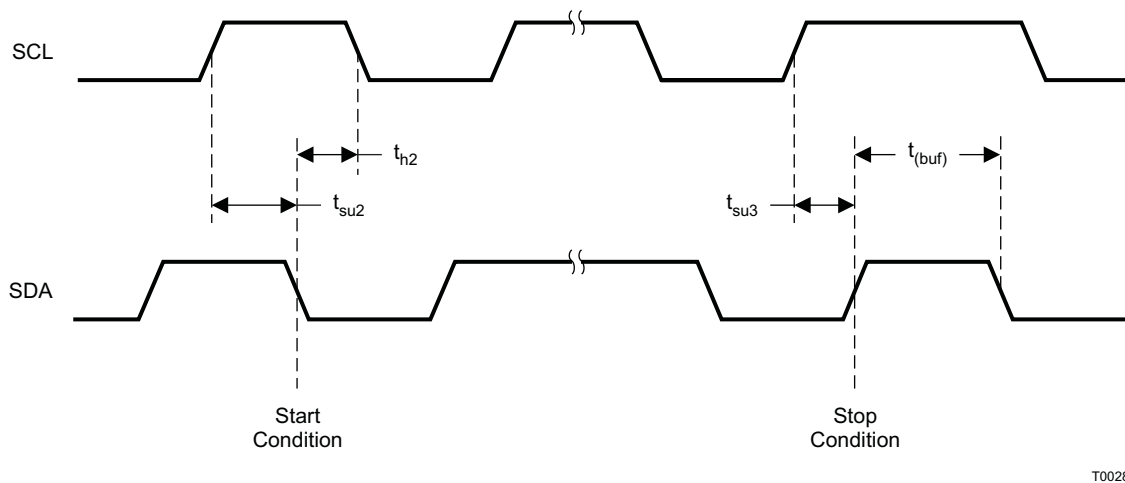 SCL
t_h2
t_(buf)
t_su2
t_su3
SDA
Start
Condition
Stop
Condition
T0028